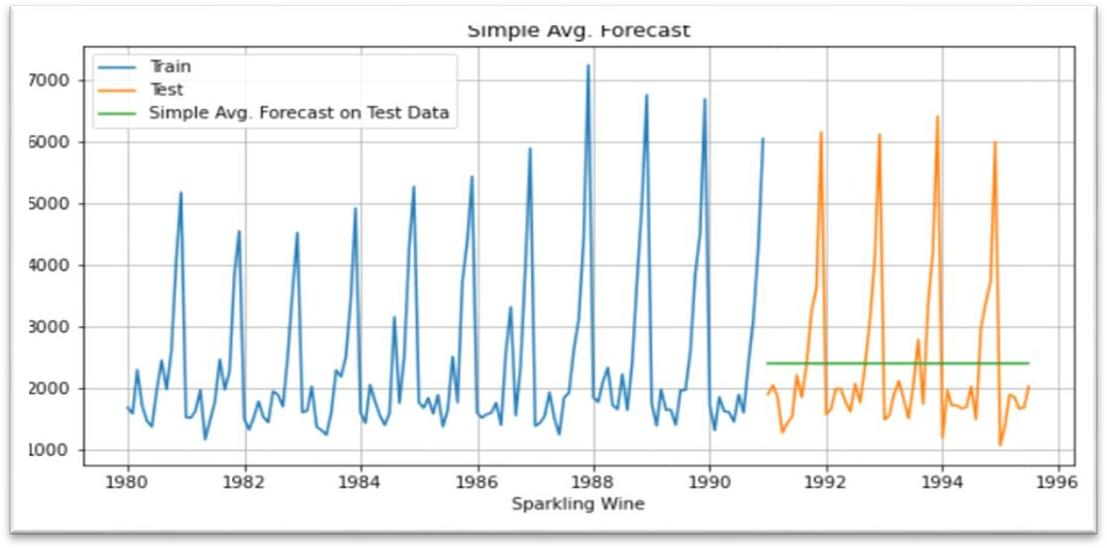 Simple Avg. Forecast
Train
Test
Simple Avg. Forecast on Test Data
7000
6000
5000
4000
3000
2000
1000
1980 1982 1984 1986 1988 1990 1992 1994 1996
Sparkling Wine